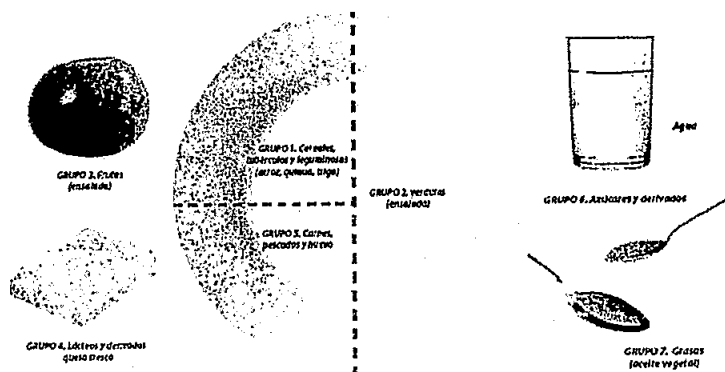 GRUPO 3. Frutas
(ensalada)
GRUPO 1. Cereales,
tubérculos y leguminosas
(arroz, quinua, trigo)
GRUPO 5. Carnes,
pescados y huevo
GRUPO 4. Lácteos y derivados
queso fresco
GRUPO 2. Verduras
(ensalada)
Agua
GRUPO 6. Azúcares y derivados
GRUPO 7. Grasas
(aceite vegetal)